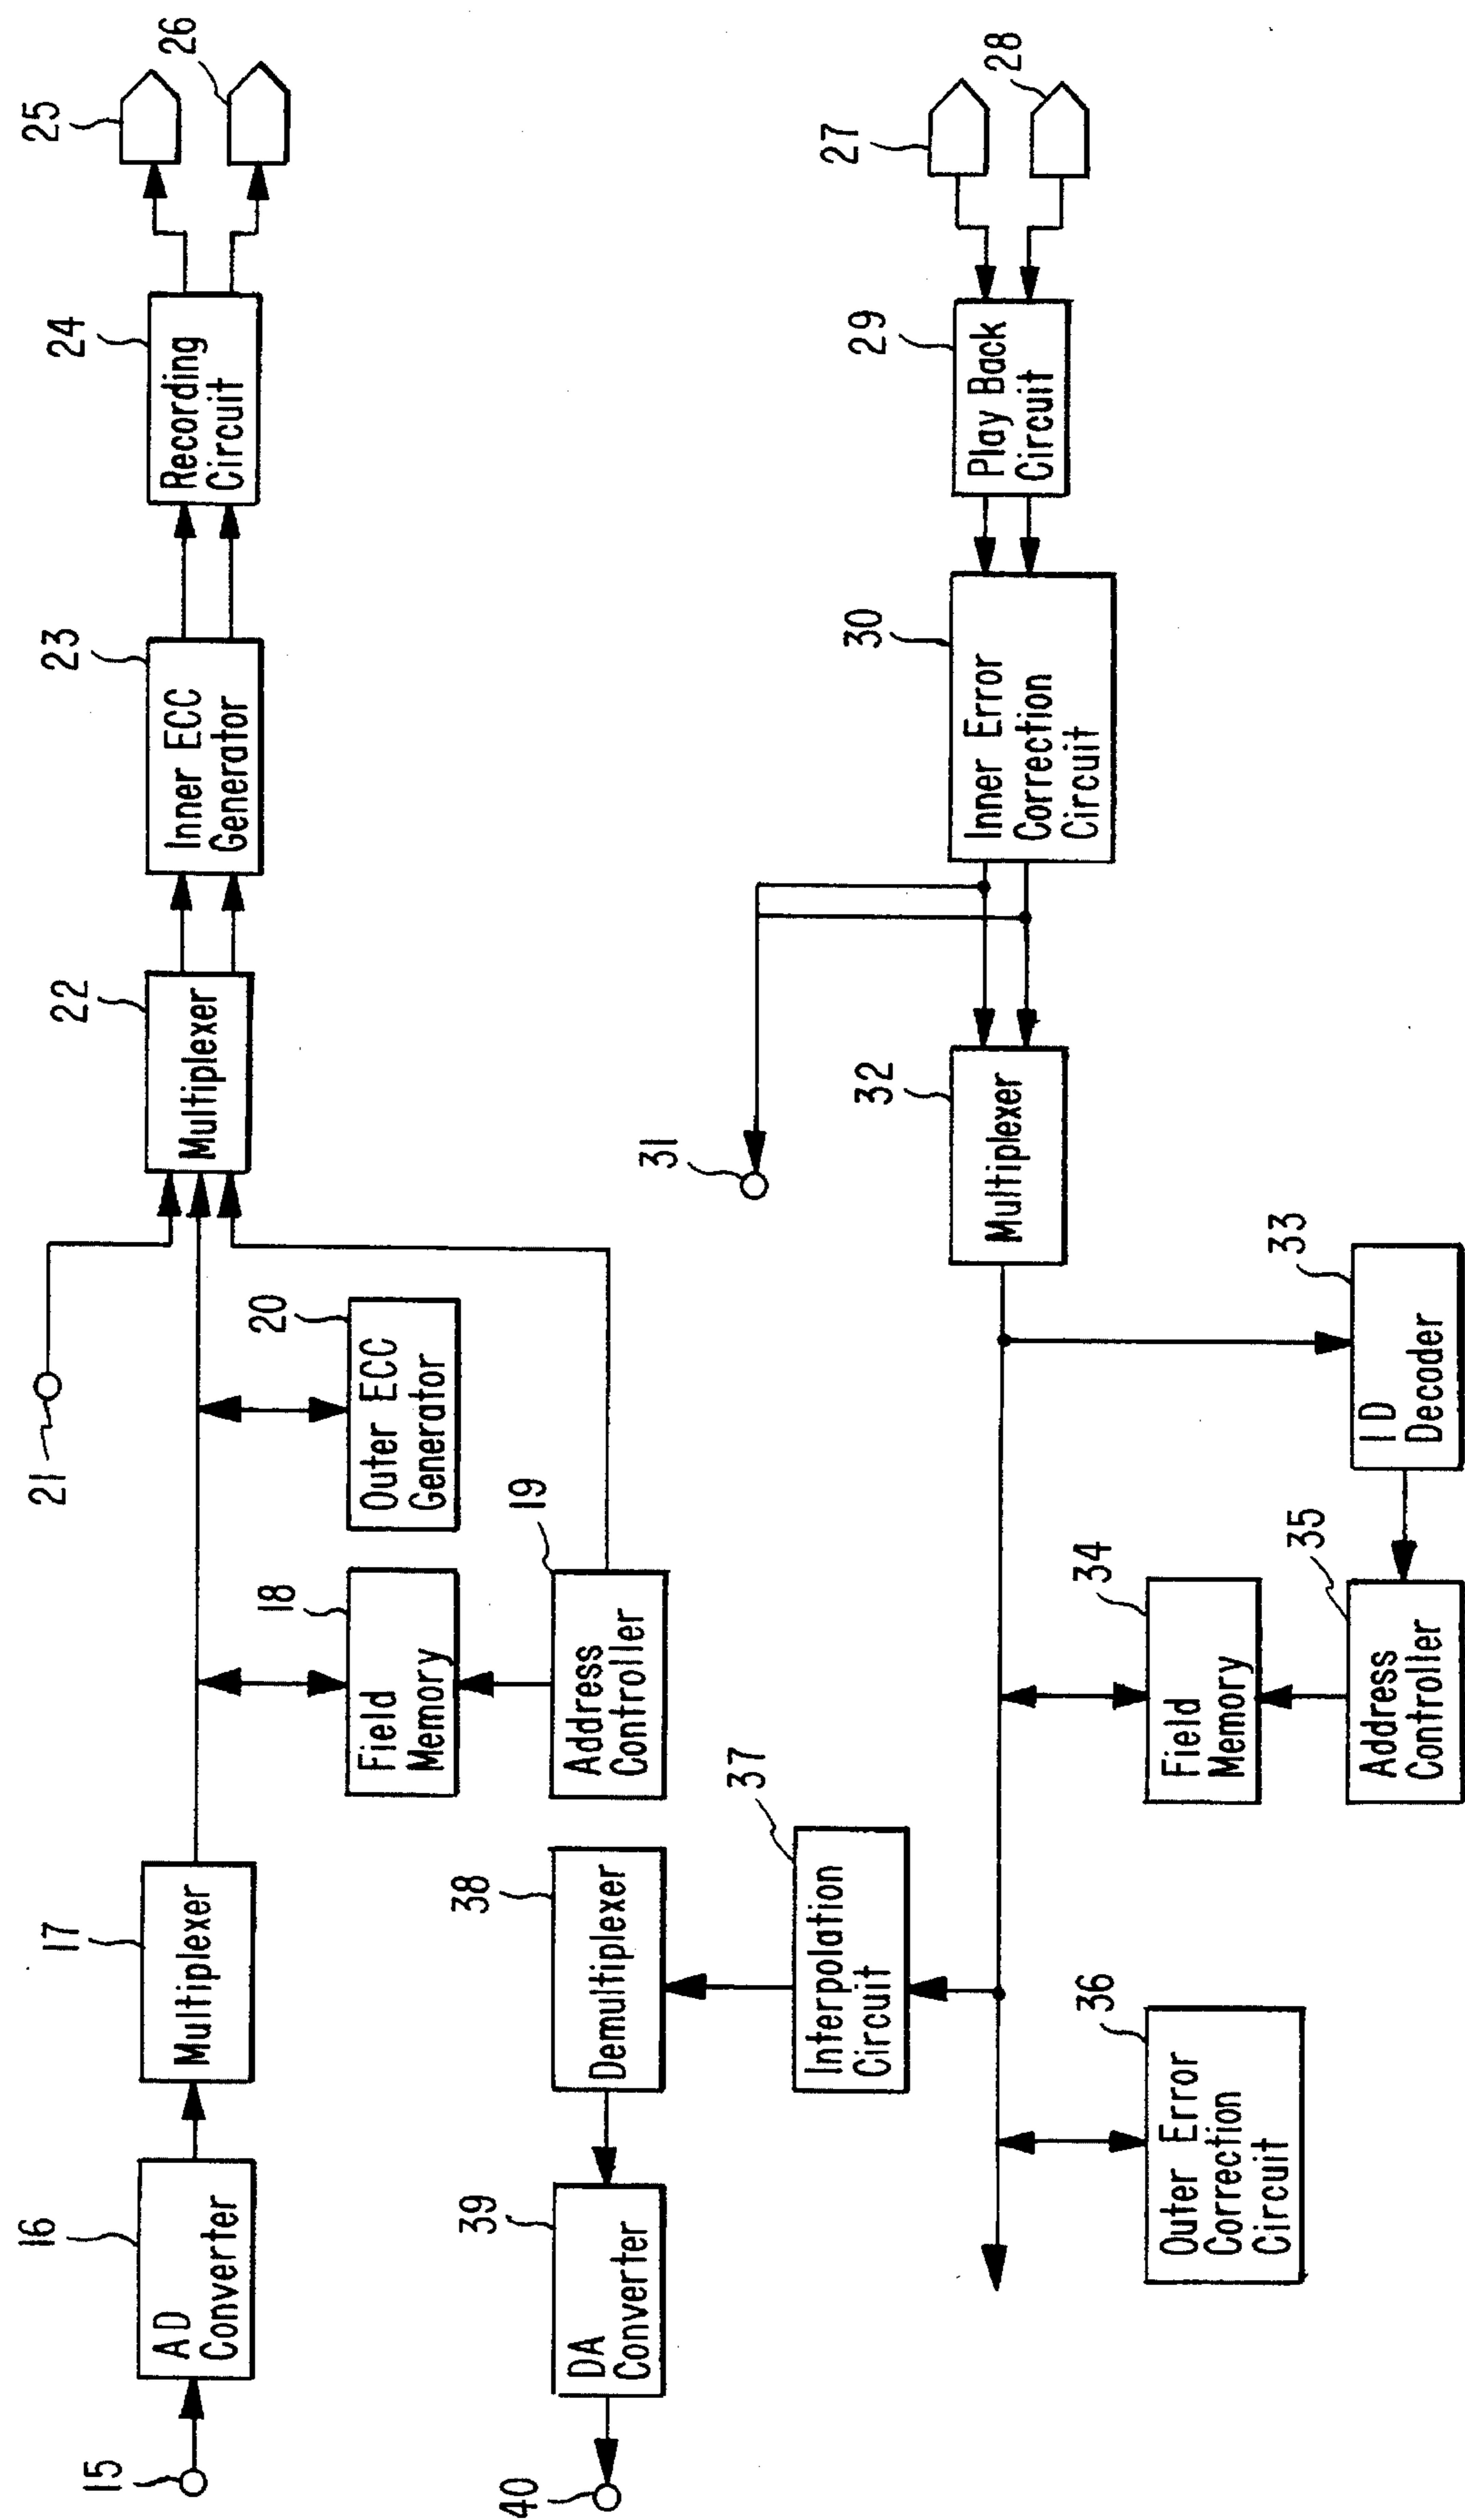 15
16
AD
Converter
17
Multiplexer
18
Field
Memory
19
Address
Controller
20
Outer ECC
Generator
21
22
Multiplexer
23
Inner ECC
Generator
24
Recording
Circuit
25
26
27
28
29
Play Back
Circuit
30
Inner Error
Correction
Circuit
31
32
Multiplexer
33
ID
Decoder
34
Field
Memory
35
Address
Controller
36
Outer Error
Correction
Circuit
37
Interpolation
Circuit
38
Demultiplexer
39
DA
Converter
40